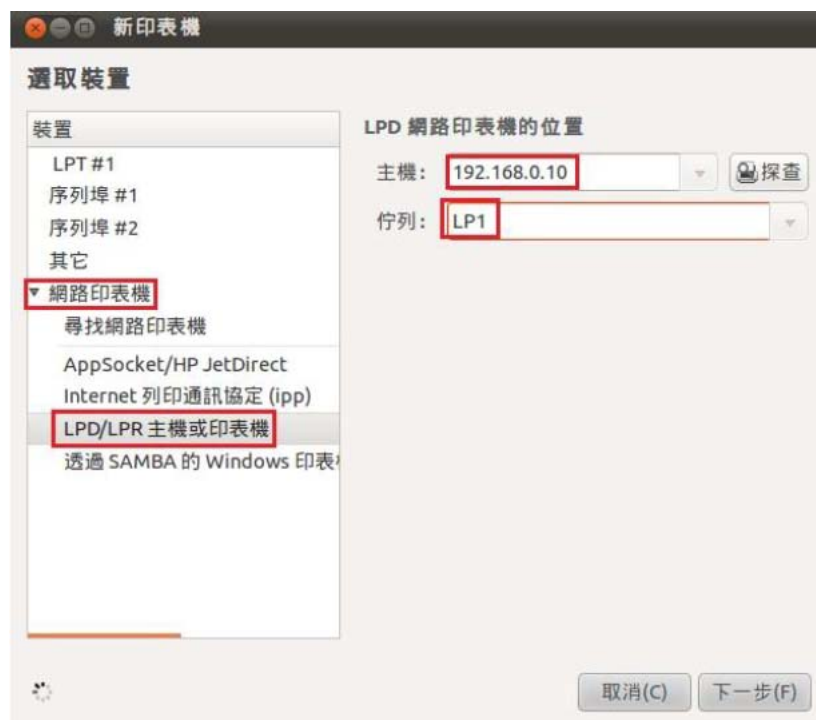 新印表機
選取裝置
裝置
LPT #1
序列埠 #1
序列埠 #2
其它
網路印表機
尋找網路印表機
AppSocket/HP JetDirect
Internet 列印通訊協定 (ipp)
LPD/LPR 主機或印表機
透過 SAMBA 的 Windows 印表
LPD 網路印表機的位置
主機: 192.168.0.10 探查
佇列: LP1
取消(C) 下一步(F)